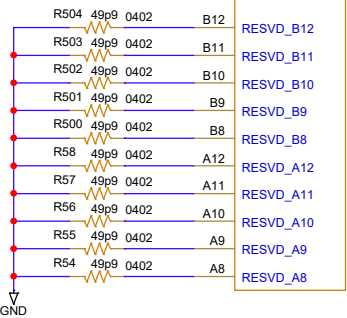 R504 49p9 0402 B12 RESVD_B12
R503 49p9 0402 B11 RESVD_B11
R502 49p9 0402 B10 RESVD_B10
R501 49p9 0402 B9 RESVD_B9
R500 49p9 0402 B8 RESVD_B8
R58 49p9 0402 A12 RESVD_A12
R57 49p9 0402 A11 RESVD_A11
R56 49p9 0402 A10 RESVD_A10
R55 49p9 0402 A9 RESVD_A9
R54 49p9 0402 A8 RESVD_A8
GND